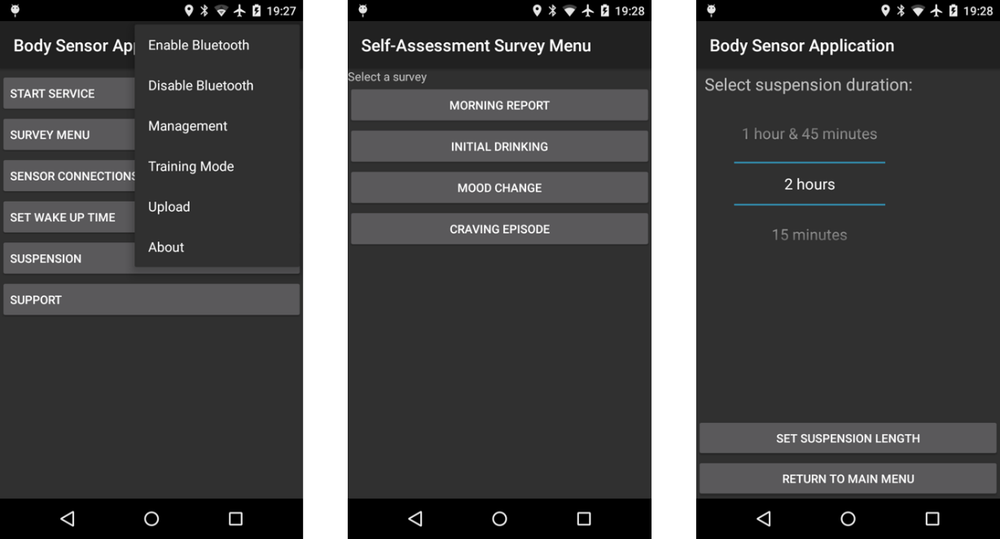 19:27
Body Sensor Ap
Enable Bluetooth
Disable Bluetooth
Management
Training Mode
Upload
About
START SERVICE
SURVEY MENU
SENSOR CONNECTIONS
SET WAKE UP TIME
SUSPENSION
SUPPORT
19:28
Self-Assessment Survey Menu
Select a survey
MORNING REPORT
INITIAL DRINKING
MOOD CHANGE
CRAVING EPISODE
19:28
Body Sensor Application
Select suspension duration:
1 hour & 45 minutes
2 hours
15 minutes
SET SUSPENSION LENGTH
RETURN TO MAIN MENU